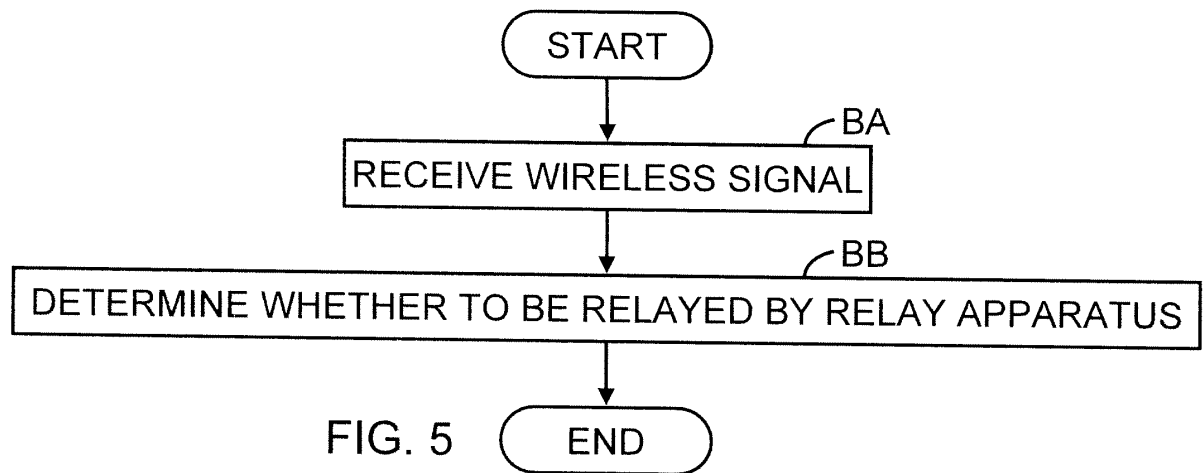 START
BA
RECEIVE WIRELESS SIGNAL
BB
DETERMINE WHETHER TO BE RELAYED BY RELAY APPARATUS
FIG. 5
END